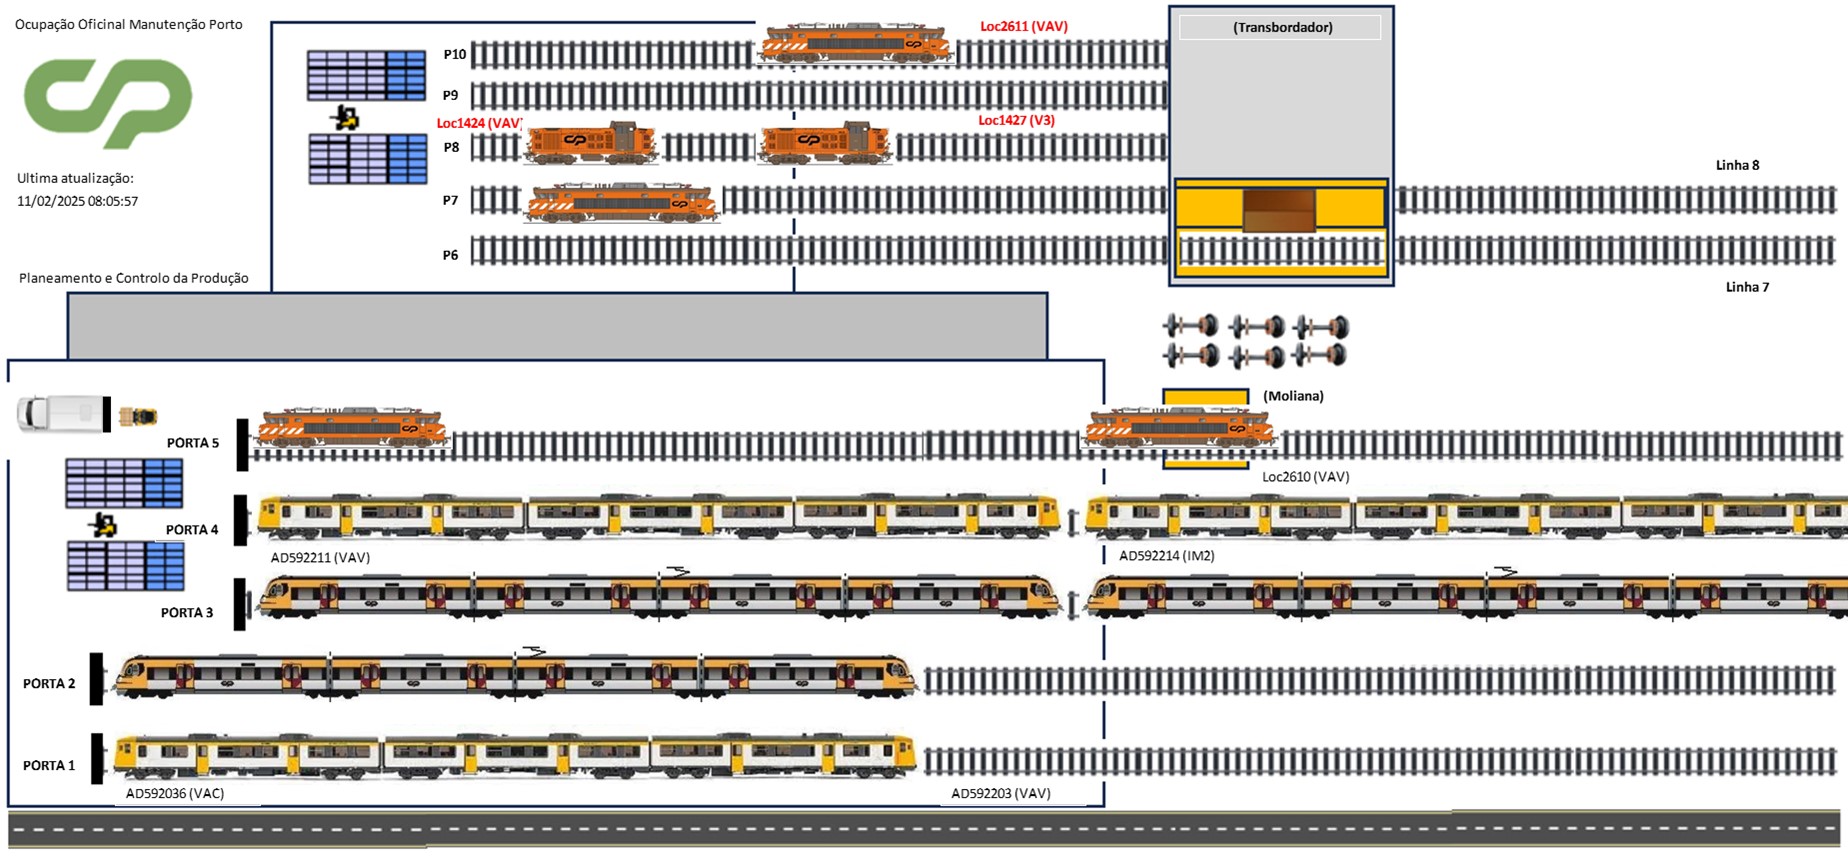 Ocupação Oficinal Manutenção Porto
Ultima atualização:
11/02/2025 08:05:57
Planeamento e Controlo da Produção
Loc2611 (VAV)
(Transbordador)
P10
P9
Loc1424 (VAV)
Loc1427 (V3)
P8
P7
P6
Linha 8
Linha 7
(Moliana)
PORTA 5
Loc2610 (VAV)
PORTA 4
AD592211 (VAV)
AD592214 (IM2)
PORTA 3
PORTA 2
PORTA 1
AD592036 (VAC)
AD592203 (VAV)